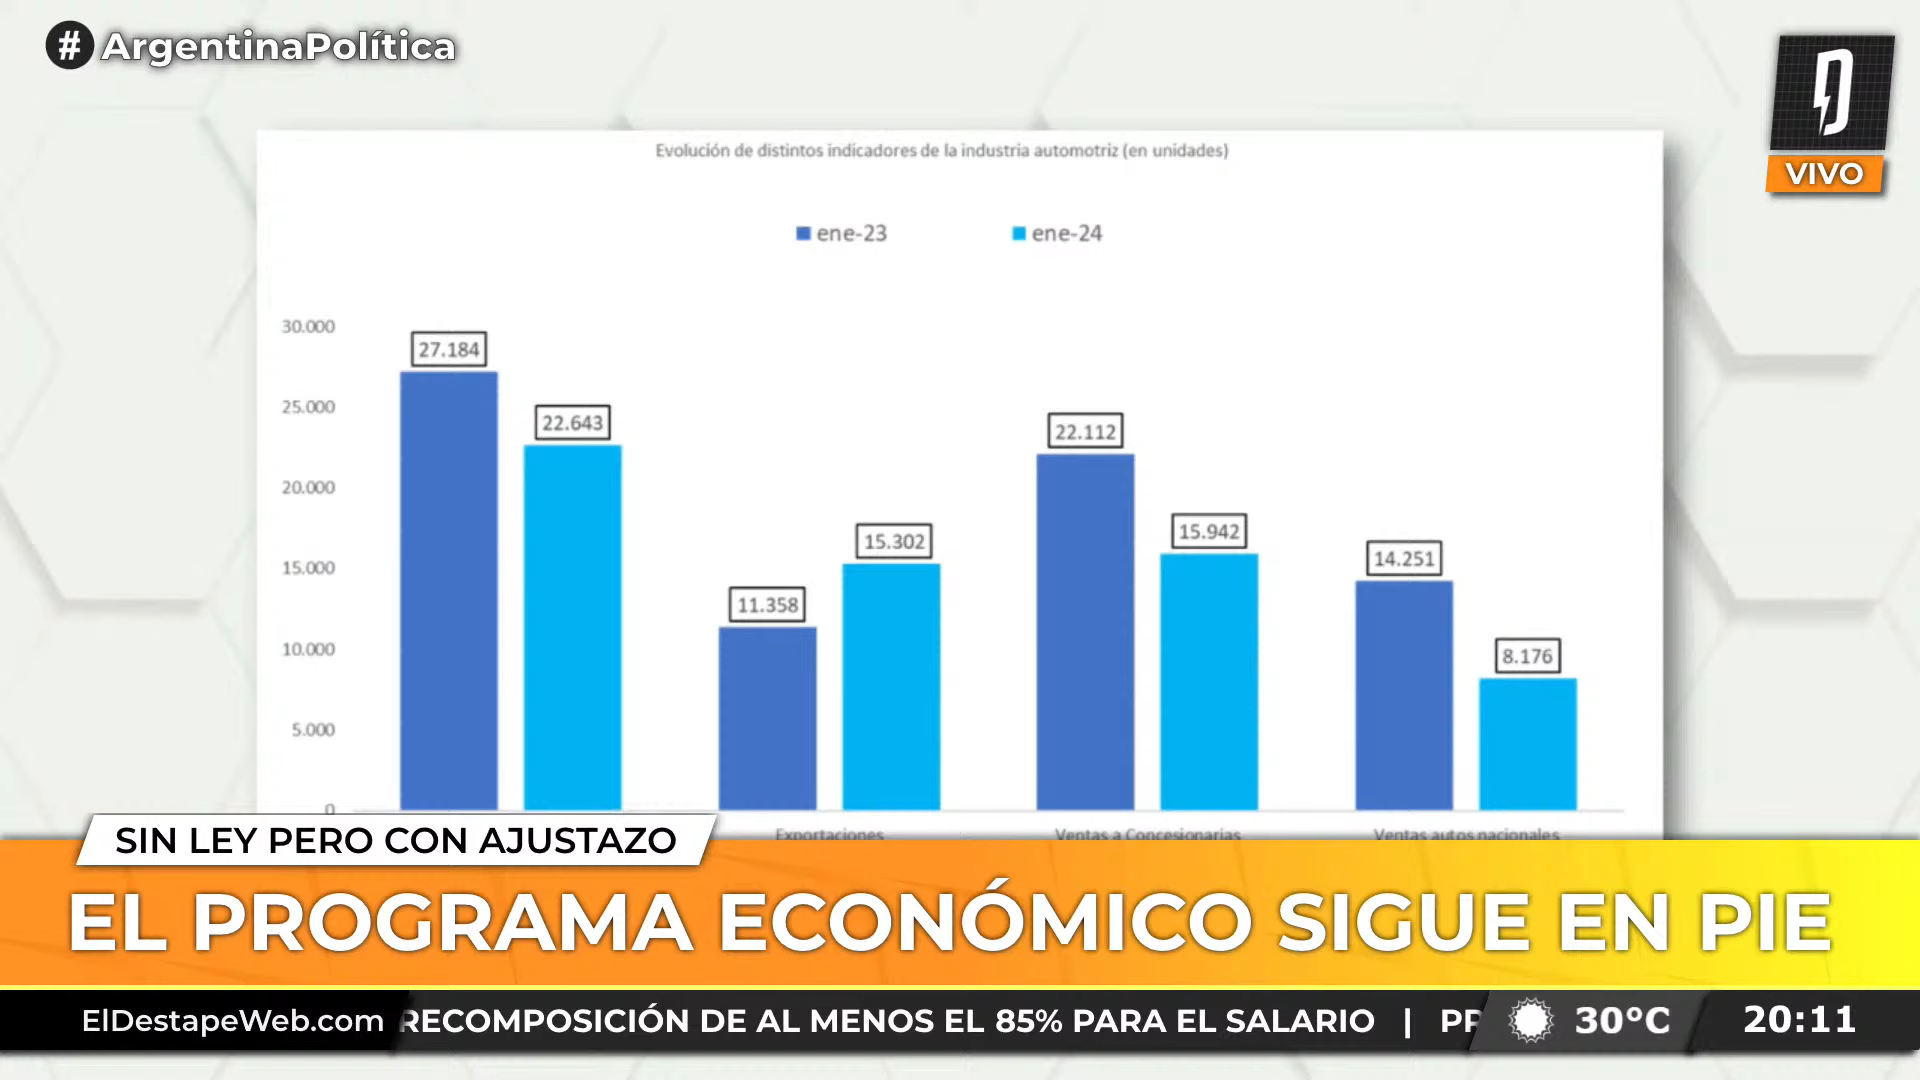 # ArgentinaPolítica
VIVO
Evolución de distintos indicadores de la industria automotriz (en unidades)
ene-23 ene-24
30.000
25.000
20.000
15.000
10.000
5.000
0
27.184
22.643
11.358
15.302
22.112
15.942
14.251
8.176
Exportaciones Ventas a Concesionarias Ventas autos nacionales
SIN LEY PERO CON AJUSTAZO
EL PROGRAMA ECONÓMICO SIGUE EN PIE
ElDestapeWeb.com RECOMPOSICIÓN DE AL MENOS EL 85% PARA EL SALARIO | 30°C 20:11